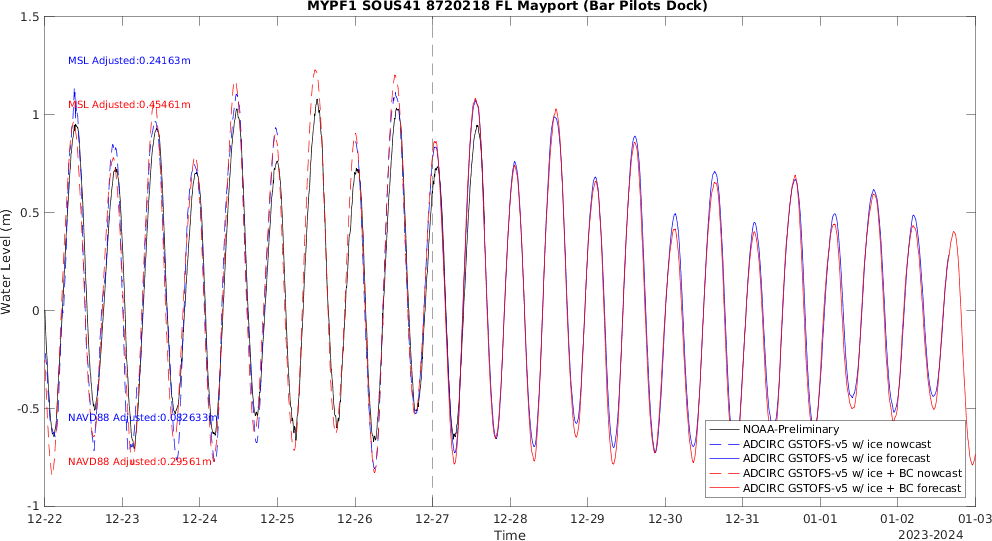 MYPF1 SOUS41 8720218 FL Mayport (Bar Pilots Dock)
1.5
MSL Adjusted:0.24163m
MSL Adjusted:0.45461m
1
0.5
Water Level (m)
0
-0.5
NAVD88 Adjusted:0.082633m
NAVD88 Adjusted:0.29561m
-1
NOAA-Preliminary
ADCIRC GSTOFS-v5 w/ ice nowcast
ADCIRC GSTOFS-v5 w/ ice forecast
ADCIRC GSTOFS-v5 w/ ice + BC nowcast
ADCIRC GSTOFS-v5 w/ ice + BC forecast
12-22 12-23 12-24 12-25 12-26 12-27 12-28 12-29 12-30 12-31 01-01 01-02 01-03
Time
2023-2024